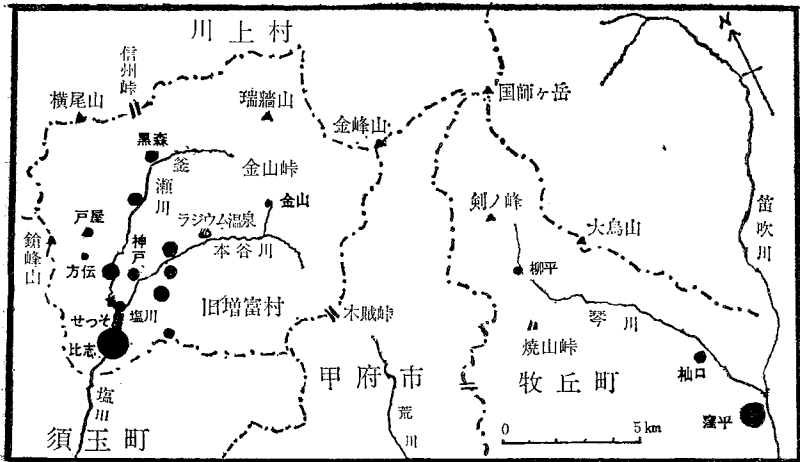 川上村
信州峠
横尾山
瑞牆山
国師ヶ岳
金峰山
黒森
釜瀬川
金山峠
金山
剣ノ峰
笛吹川
戸屋
ラジウム温泉
大烏山
神戸
本谷川
方伝
柳平
旧増富村
塩川
せっそ
木賊峠
琴川
比志
焼山峠
甲府市
牧丘町
杣口
塩川
荒川
窪平
須玉町
0 5km
N